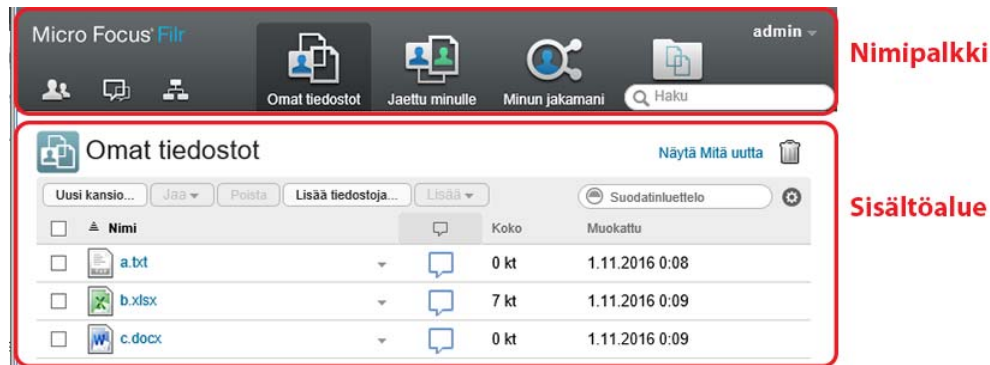 Micro Focus Filr
admin
Nimipalkki
Omat tiedostot
Jaettu minulle
Minun jakamani
Haku
Omat tiedostot
Näytä Mitä uutta
Uusi kansio... Jaa Poista Lisää tiedostoja... Lisää Suodatinluettelo
Sisältöalue
Nimi Koko Muokattu
a.txt 0 kt 1.11.2016 0:08
b.xlsx 7 kt 1.11.2016 0:09
c.docx 0 kt 1.11.2016 0:09